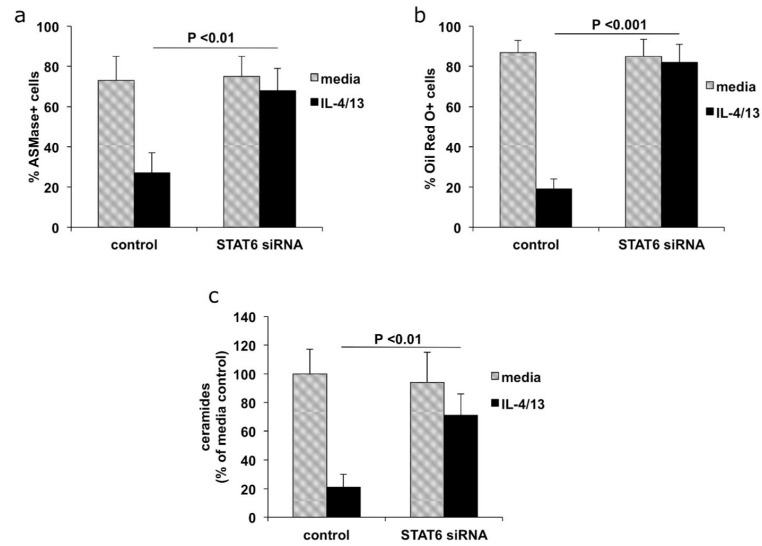 a
P <0.01
% ASMase+ cells
100
80
60
40
20
0
control
STAT6 siRNA
media
IL-4/13
b
P <0.001
% Oil Red O+ cells
100
80
60
40
20
0
control
STAT6 siRNA
media
IL-4/13
c
P <0.01
ceramides
(% of media control)
140
120
100
80
60
40
20
0
control
STAT6 siRNA
media
IL-4/13